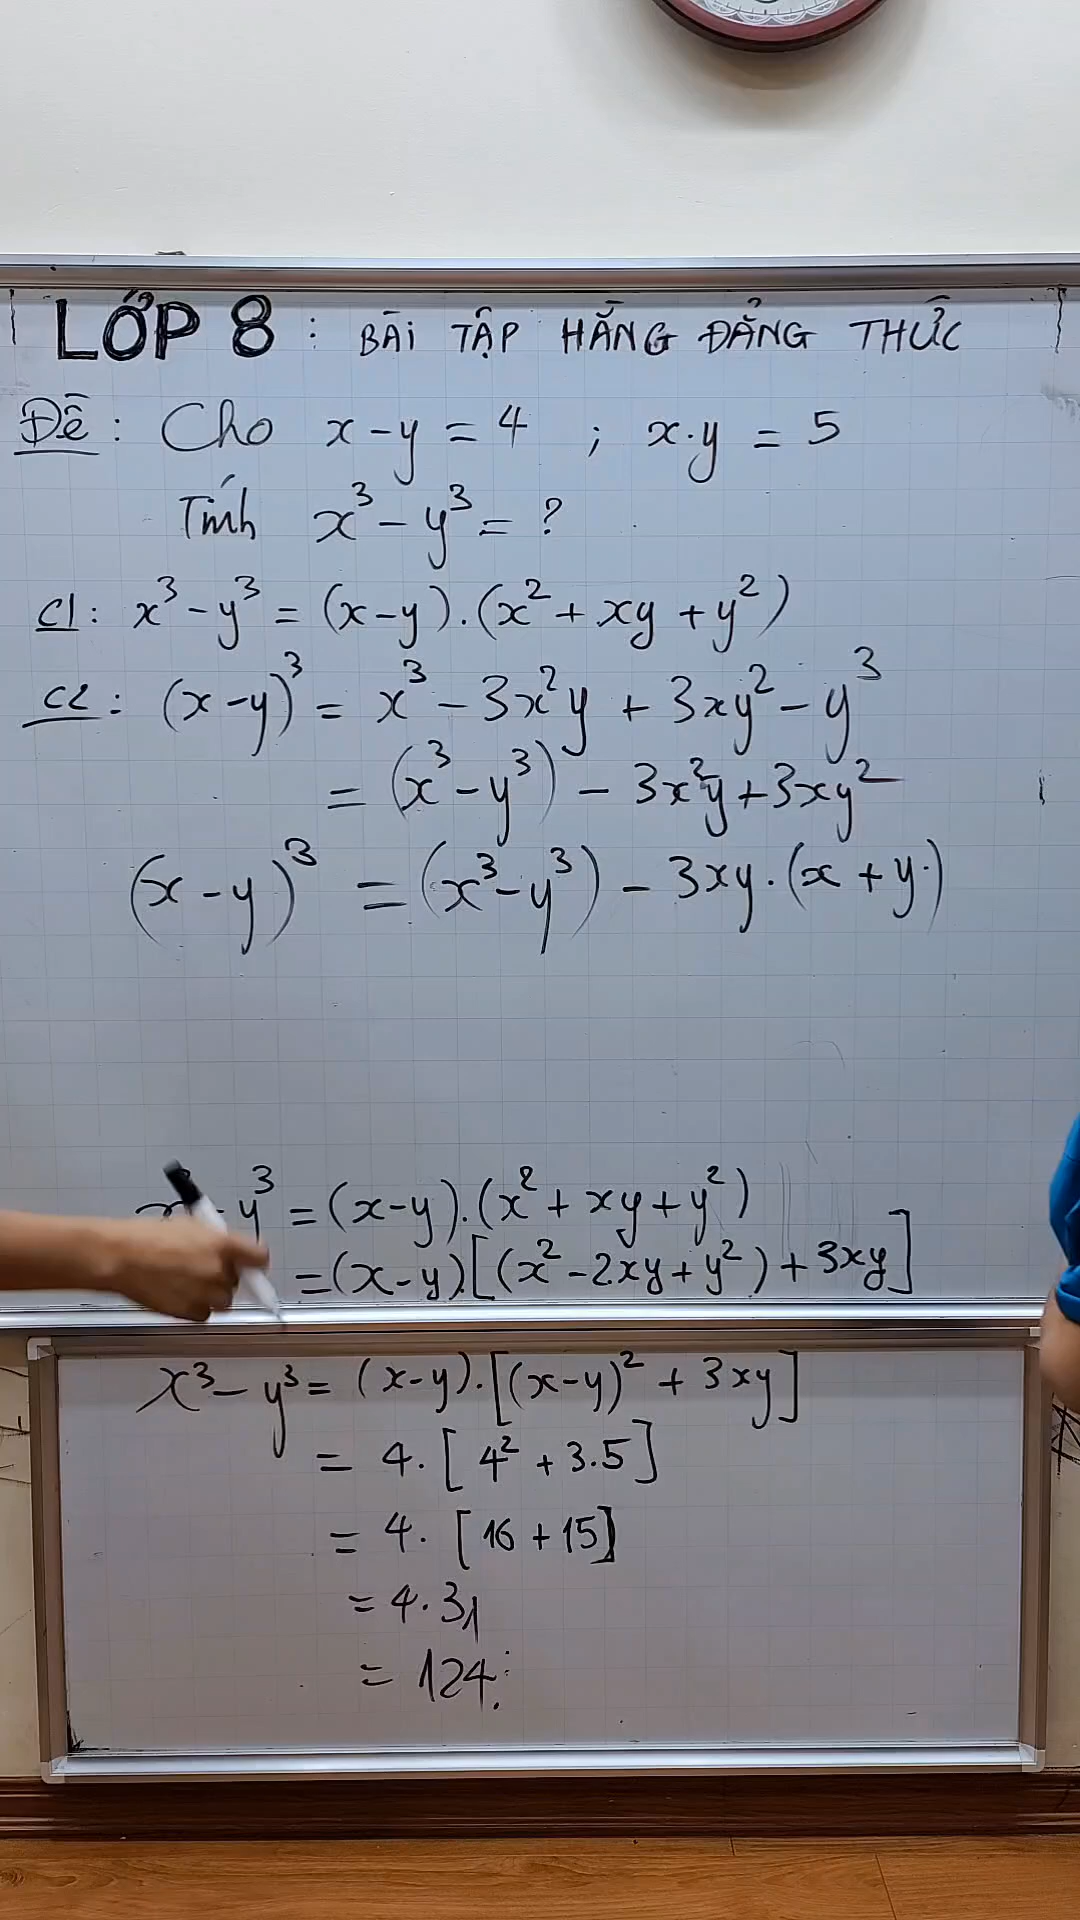 LỚP 8 : BÀI TẬP HẰNG ĐẲNG THỨC
Đề : Cho x - y = 4 ; x·y = 5
Tính x³ - y³ = ?
C1 : x³ - y³ = (x - y).(x² + xy + y²)
C2 : (x - y)³ = x³ - 3x²y + 3xy² - y³
= (x³ - y³) - 3x²y + 3xy²
(x - y)³ = (x³ - y³) - 3xy.(x + y)
- y³ = (x - y).(x² + xy + y²)
= (x - y).[(x² - 2xy + y²) + 3xy]
x³ - y³ = (x - y).[(x - y)² + 3xy]
= 4.[4² + 3.5]
= 4.[16 + 15]
= 4.31
= 124.